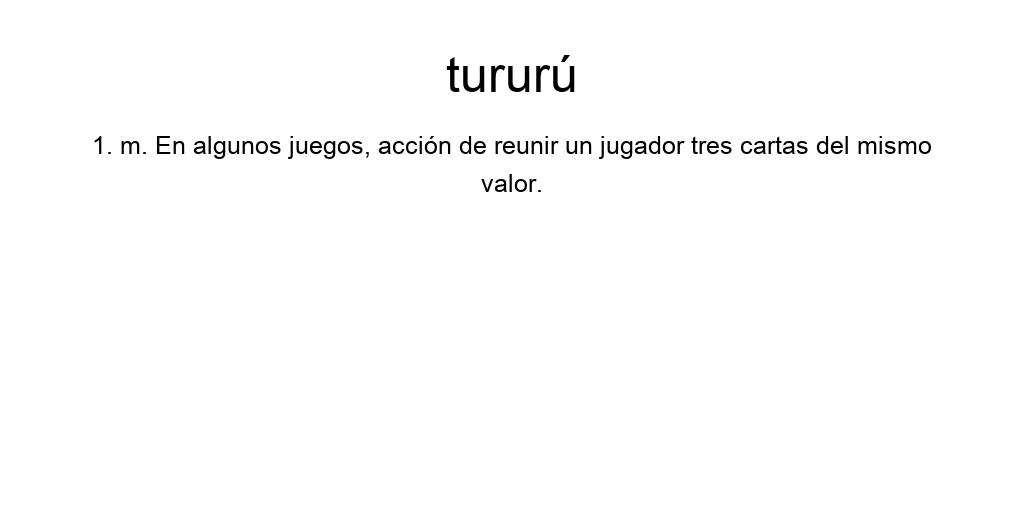 tururú
1. m. En algunos juegos, acción de reunir un jugador tres cartas del mismo
valor.